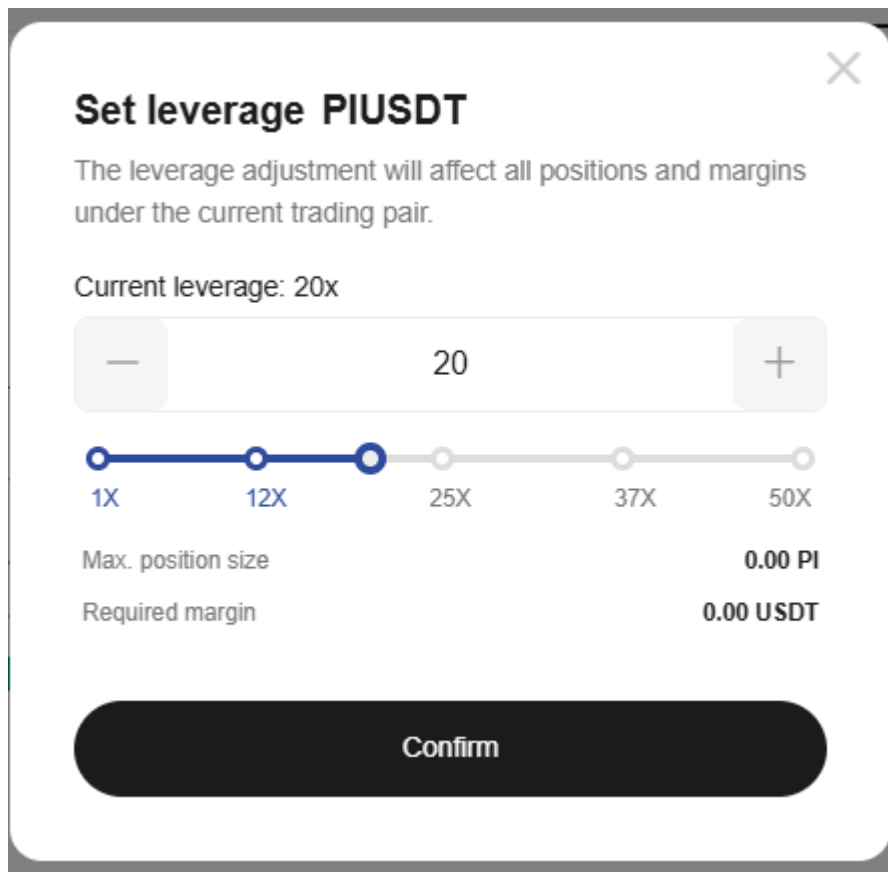 Set leverage PIUSDT
The leverage adjustment will affect all positions and margins
under the current trading pair.
Current leverage: 20x
20
1X 12X 25X 37X 50X
Max. position size 0.00 PI
Required margin 0.00 USDT
Confirm